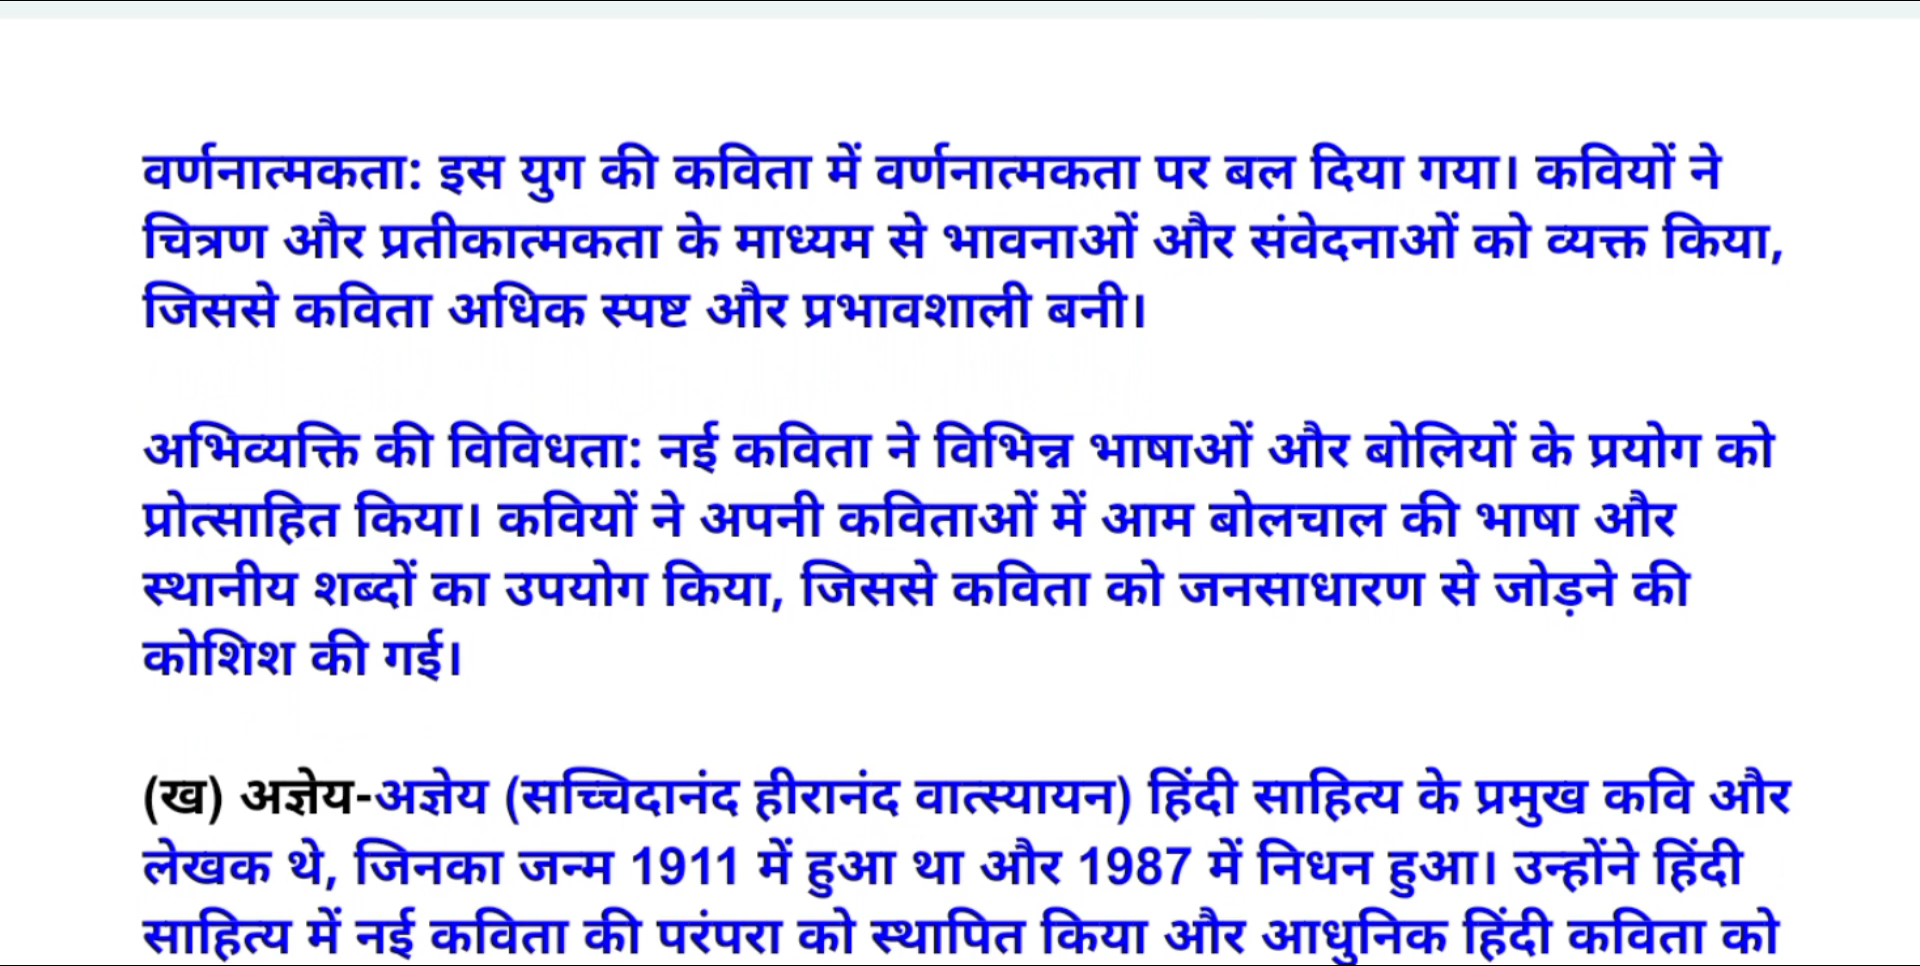 वर्णनात्मकता: इस युग की कविता में वर्णनात्मकता पर बल दिया गया। कवियों ने
चित्रण और प्रतीकात्मकता के माध्यम से भावनाओं और संवेदनाओं को व्यक्त किया,
जिससे कविता अधिक स्पष्ट और प्रभावशाली बनी।
अभिव्यक्ति की विविधता: नई कविता ने विभिन्न भाषाओं और बोलियों के प्रयोग को
प्रोत्साहित किया। कवियों ने अपनी कविताओं में आम बोलचाल की भाषा और
स्थानीय शब्दों का उपयोग किया, जिससे कविता को जनसाधारण से जोड़ने की
कोशिश की गई।
(ख) अज्ञेय-अज्ञेय (सच्चिदानंद हीरानंद वात्स्यायन) हिंदी साहित्य के प्रमुख कवि और
लेखक थे, जिनका जन्म 1911 में हुआ था और 1987 में निधन हुआ। उन्होंने हिंदी
साहित्य में नई कविता की परंपरा को स्थापित किया और आधुनिक हिंदी कविता को